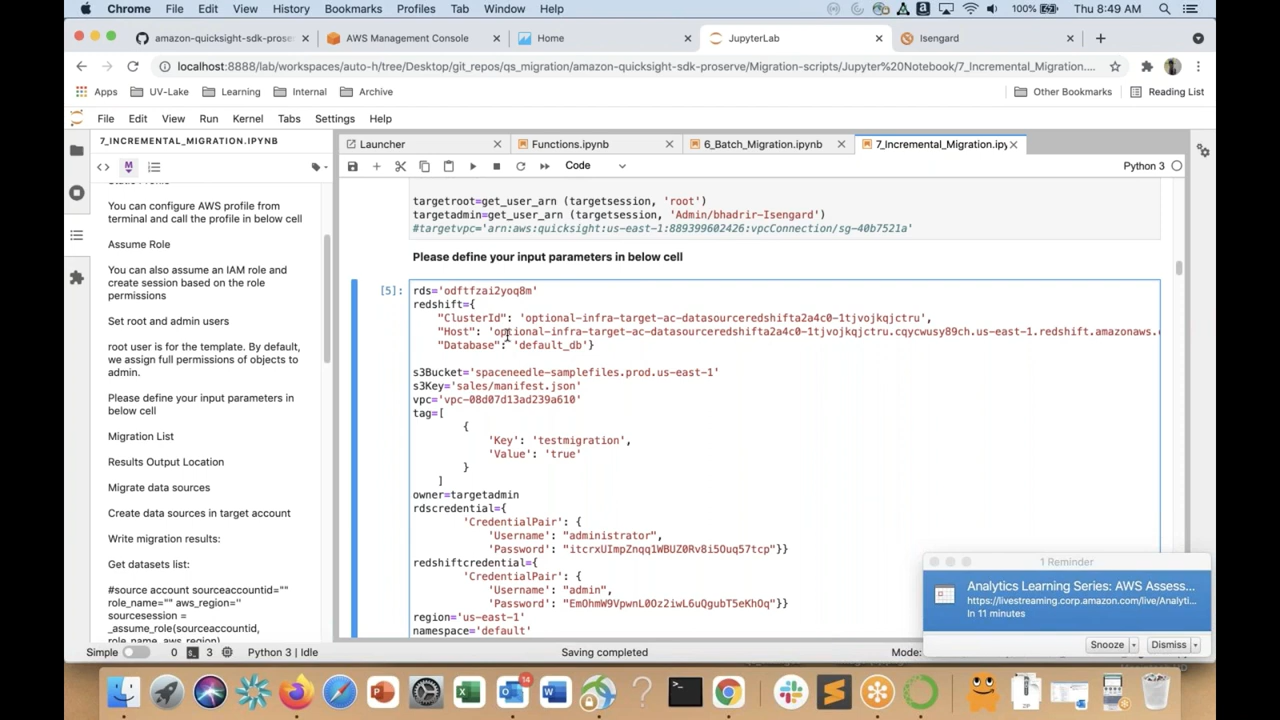 Chrome File Edit View History Bookmarks Profiles Tab Window Help 100% Thu 8:49 AM
amazon-quicksight-sdk-prose AWS Management Console Home JupyterLab Isengard
localhost:8888/lab/workspaces/auto-h/tree/Desktop/git_repos/qs_migration/amazon-quicksight-sdk-proserve/Migration-scripts/Jupyter%20Notebook/7_Incremental_Migration....
Apps UV-Lake Learning Internal Archive Other Bookmarks Reading List
File Edit View Run Kernel Tabs Settings Help
7_INCREMENTAL_MIGRATION.IPYNB
Launcher Functions.ipynb 6_Batch_Migration.ipynb 7_Incremental_Migration.ipy
Code Python 3
Static Profile
You can configure AWS profile from
terminal and call the profile in below cell
Assume Role
You can also assume an IAM role and
create session based on the role
permissions
Set root and admin users
root user is for the template. By default,
we assign full permissions of objects to
admin.
Please define your input parameters in
below cell
Migration List
Results Output Location
Migrate data sources
Create data sources in target account
Write migration results:
Get datasets list:
#source account sourceaccountid=""
role_name="" aws_region=''
sourcesession =
_assume_role(sourceaccountid,
role_name, aws_region)
targetroot=get_user_arn (targetsession, 'root')
targetadmin=get_user_arn (targetsession, 'Admin/bhadrir-Isengard')
#targetvpc='arn:aws:quicksight:us-east-1:889399602426:vpcConnection/sg-40b7521a'
Please define your input parameters in below cell
[5]:
rds='odftfzai2yoq8m'
redshift={
"ClusterId": 'optional-infra-target-ac-datasourceredshifta2a4c0-1tjvojkqjctru',
"Host": 'optional-infra-target-ac-datasourceredshifta2a4c0-1tjvojkqjctru.cqycwusy89ch.us-east-1.redshift.amazonaws.c
"Database": 'default_db'}
s3Bucket='spaceneedle-samplefiles.prod.us-east-1'
s3Key='sales/manifest.json'
vpc='vpc-08d07d13ad239a610'
tag=[
{
'Key': 'testmigration',
'Value': 'true'
}
]
owner=targetadmin
rdscredential={
'CredentialPair': {
'Username': "administrator",
'Password': "itcrxUImpZnqq1WBUZ0Rv8i5Ouq57tcp"}}
redshiftcredential={
'CredentialPair': {
'Username': "admin",
'Password': "EmOhmW9VpwnL0Oz2iwL6uQgubT5eKhOq"}}
region='us-east-1'
namespace='default'
1 Reminder
Analytics Learning Series: AWS Assess...
https://livestreaming.corp.amazon.com/live/Analyti...
In 11 minutes
Snooze Dismiss
Simple 0 3 Python 3 | Idle Saving completed Mode:
14
ZIP